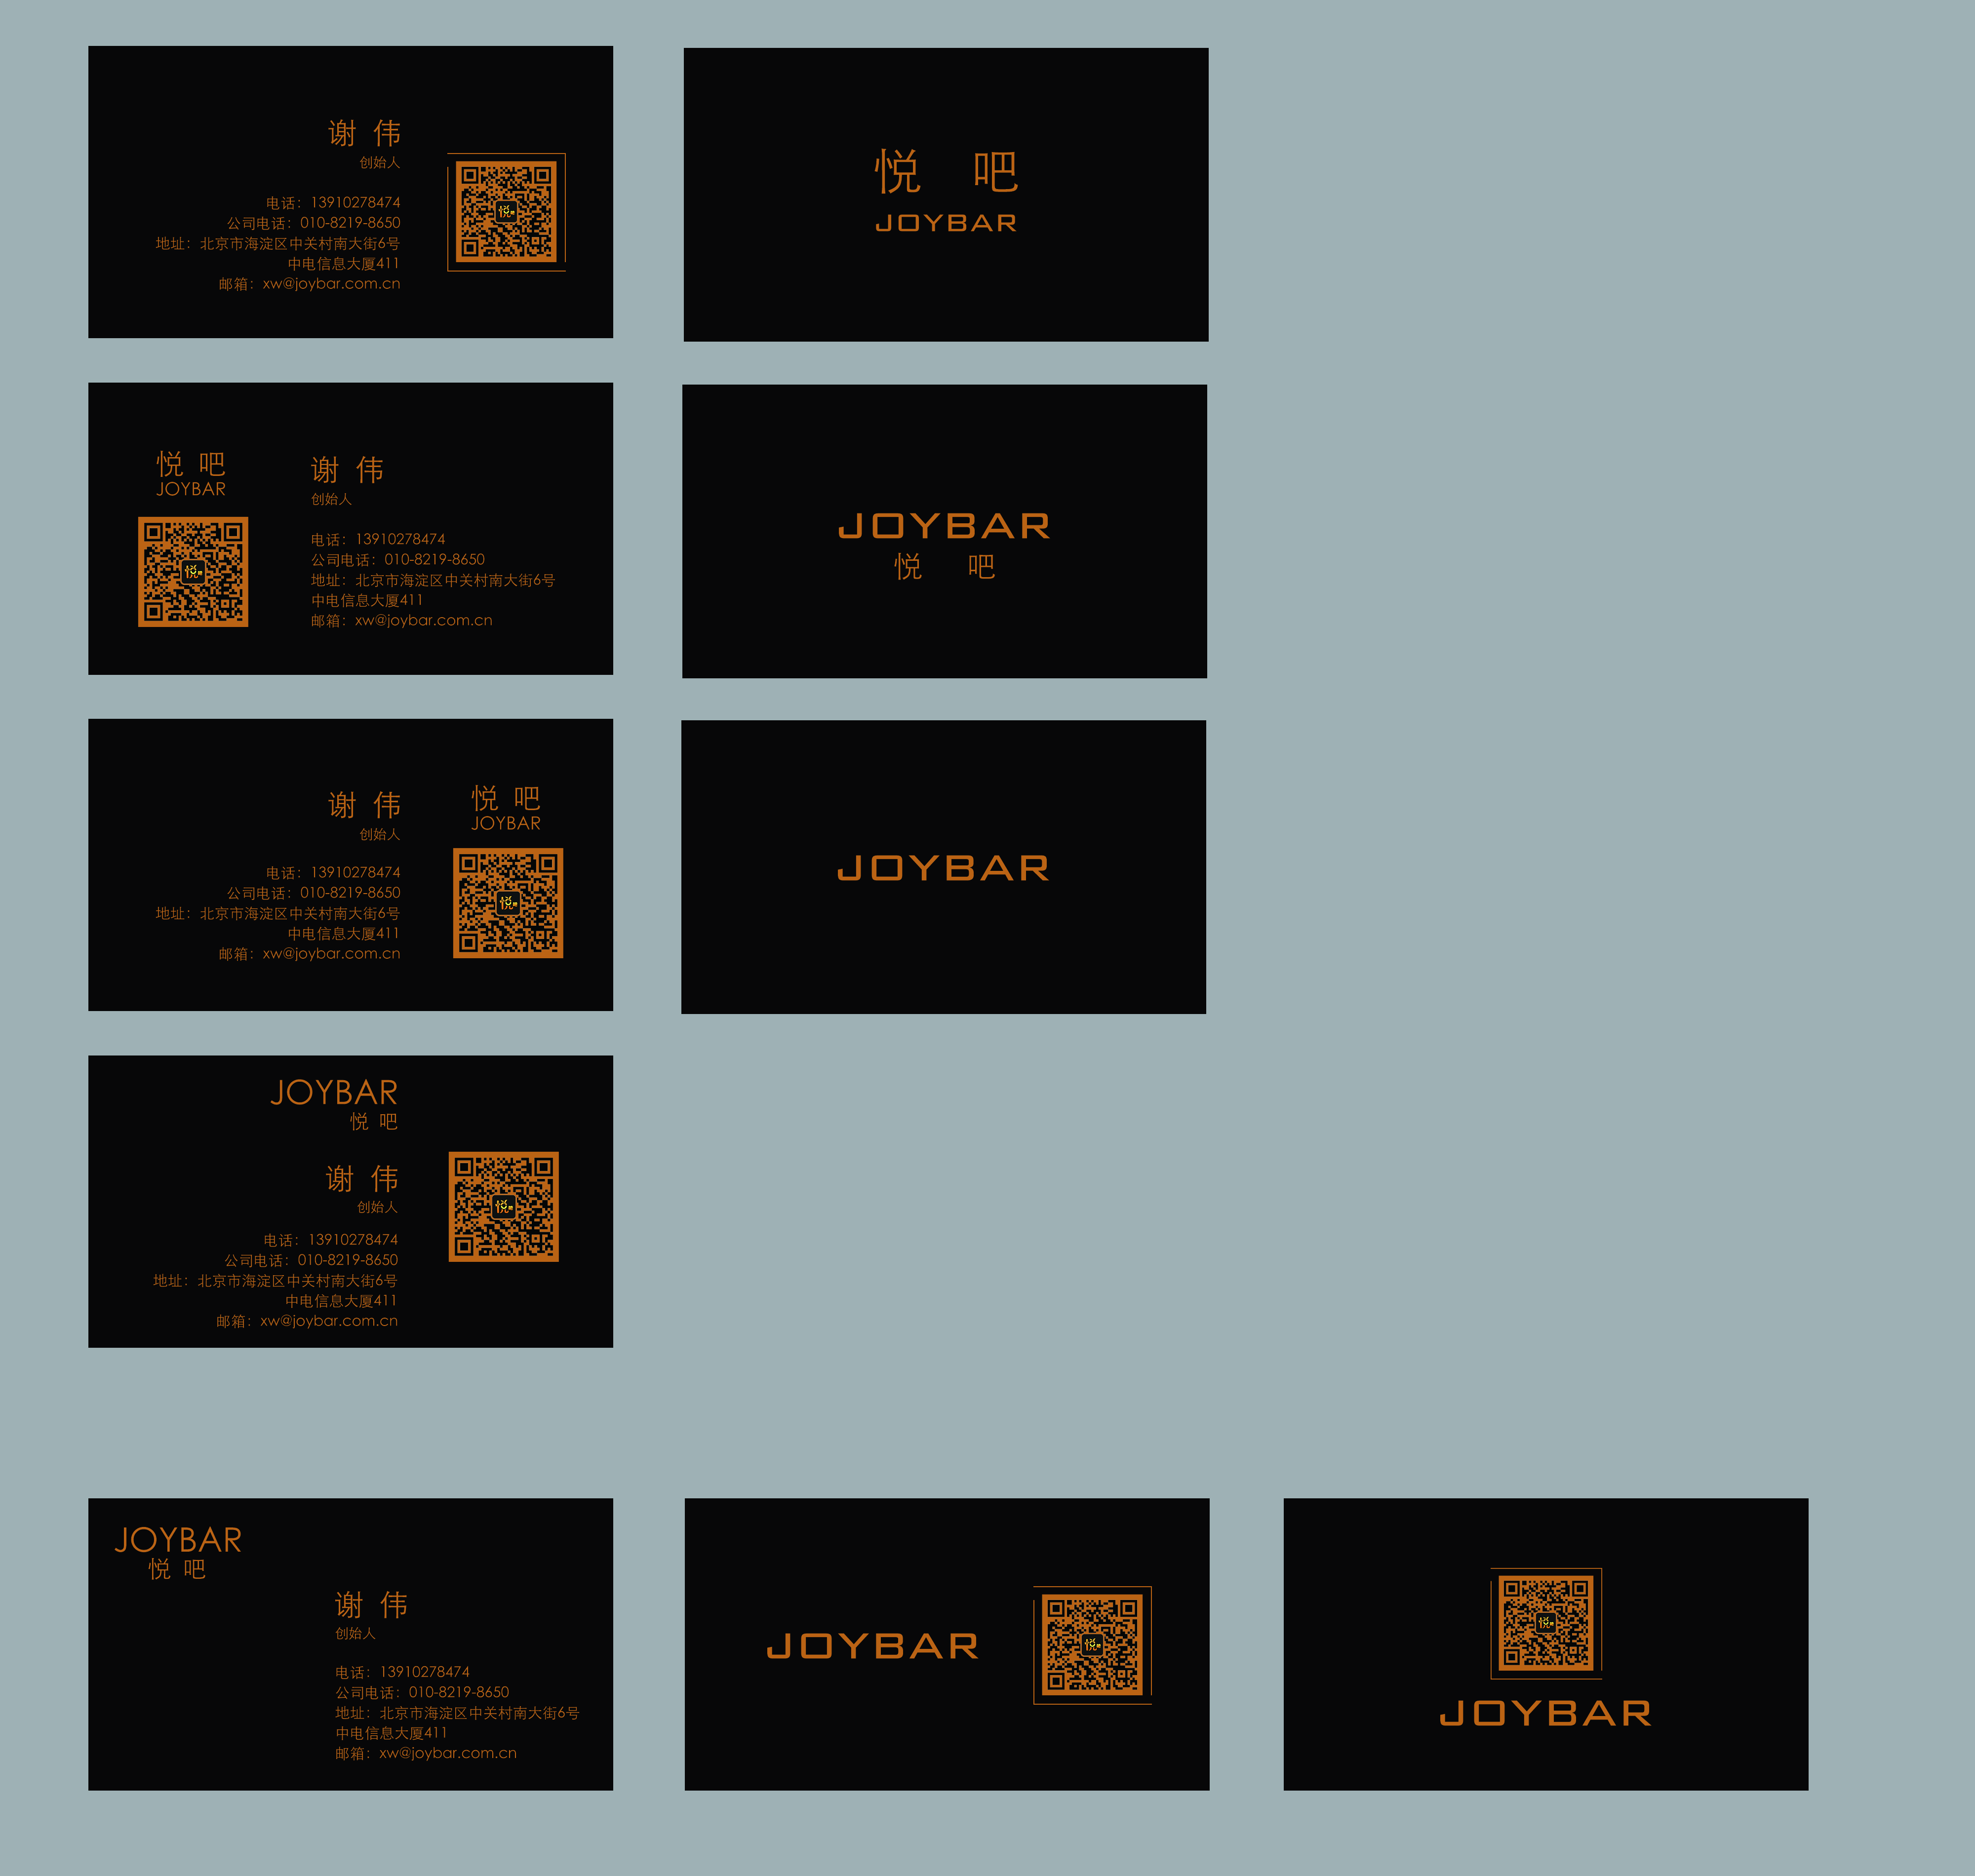 谢 伟
创始人
电话：13910278474
公司电话：010-8219-8650
地址：北京市海淀区中关村南大街6号
中电信息大厦411
邮箱：xw@joybar.com.cn
悦
悦 吧
JOYBAR
悦 吧
JOYBAR
悦
谢 伟
创始人
电话：13910278474
公司电话：010-8219-8650
地址：北京市海淀区中关村南大街6号
中电信息大厦411
邮箱：xw@joybar.com.cn
JOYBAR
悦 吧
谢 伟
创始人
电话：13910278474
公司电话：010-8219-8650
地址：北京市海淀区中关村南大街6号
中电信息大厦411
邮箱：xw@joybar.com.cn
悦 吧
JOYBAR
悦
JOYBAR
JOYBAR
悦 吧
谢 伟
创始人
电话：13910278474
公司电话：010-8219-8650
地址：北京市海淀区中关村南大街6号
中电信息大厦411
邮箱：xw@joybar.com.cn
悦
JOYBAR
悦 吧
谢 伟
创始人
电话：13910278474
公司电话：010-8219-8650
地址：北京市海淀区中关村南大街6号
中电信息大厦411
邮箱：xw@joybar.com.cn
JOYBAR
悦
悦
JOYBAR